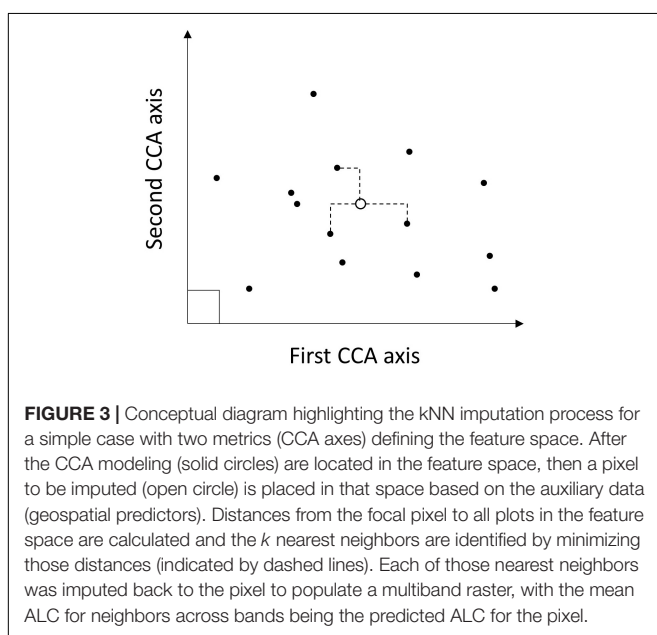 Second CCA axis
First CCA axis
FIGURE 3 | Conceptual diagram highlighting the kNN imputation process for
a simple case with two metrics (CCA axes) defining the feature space. After
the CCA modeling (solid circles) are located in the feature space, then a pixel
to be imputed (open circle) is placed in that space based on the auxiliary data
(geospatial predictors). Distances from the focal pixel to all plots in the feature
space are calculated and the k nearest neighbors are identified by minimizing
those distances (indicated by dashed lines). Each of those nearest neighbors
was imputed back to the pixel to populate a multiband raster, with the mean
ALC for neighbors across bands being the predicted ALC for the pixel.